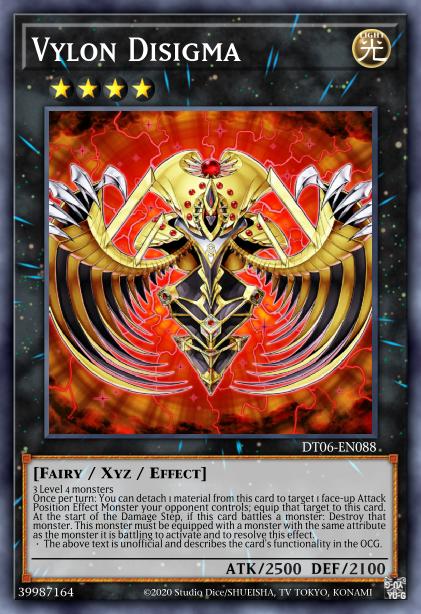 Vylon Disigma
LIGHT
光
DT06-EN088
[Fairy / Xyz / Effect]
3 Level 4 monsters
Once per turn: You can detach 1 material from this card to target 1 face-up Attack
Position Effect Monster your opponent controls; equip that target to this card.
At the start of the Damage Step, if this card battles a monster: Destroy that
monster. This monster must be equipped with a monster with the same attribute
as the monster it is battling to activate and to resolve this effect.
· The above text is unofficial and describes the card's functionality in the OCG.
ATK/2500 DEF/2100
39987164
©2020 Studio Dice/SHUEISHA, TV TOKYO, KONAMI